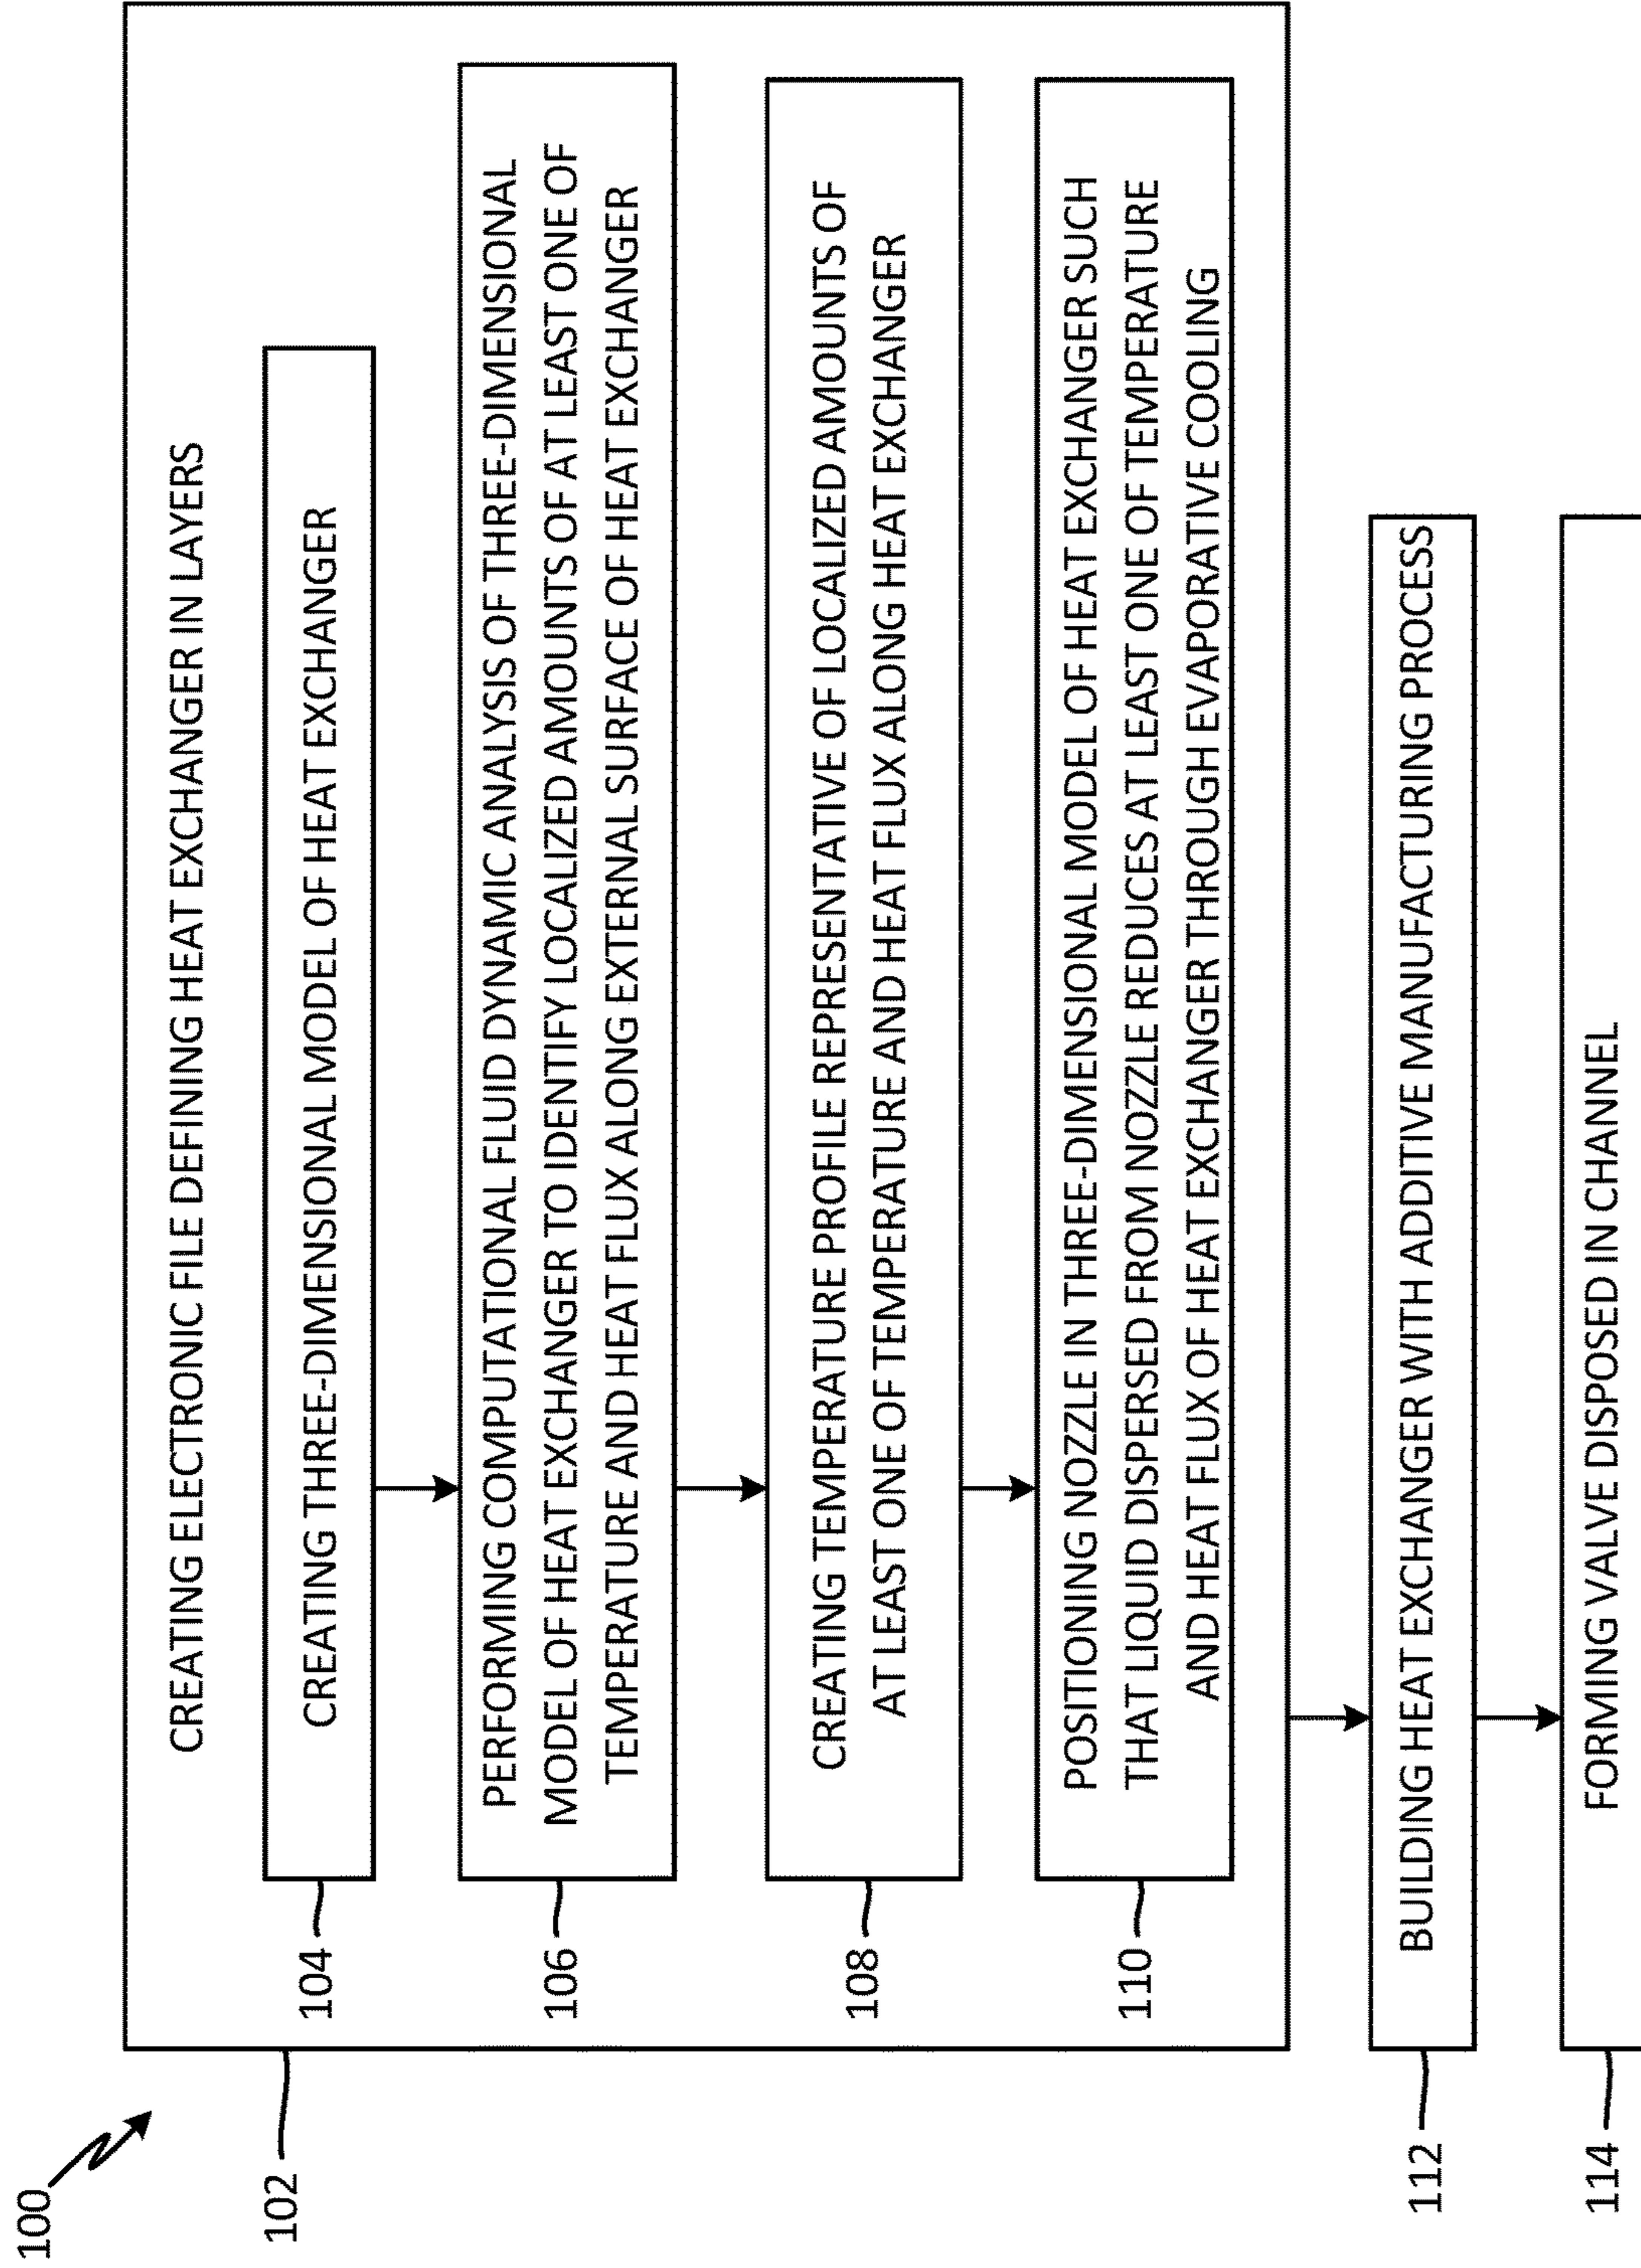 100
102
CREATING ELECTRONIC FILE DEFINING HEAT EXCHANGER IN LAYERS
104
CREATING THREE-DIMENSIONAL MODEL OF HEAT EXCHANGER
106
PERFORMING COMPUTATIONAL FLUID DYNAMIC ANALYSIS OF THREE-DIMENSIONAL
MODEL OF HEAT EXCHANGER TO IDENTIFY LOCALIZED AMOUNTS OF AT LEAST ONE OF
TEMPERATURE AND HEAT FLUX ALONG EXTERNAL SURFACE OF HEAT EXCHANGER
108
CREATING TEMPERATURE PROFILE REPRESENTATIVE OF LOCALIZED AMOUNTS OF
AT LEAST ONE OF TEMPERATURE AND HEAT FLUX ALONG HEAT EXCHANGER
110
POSITIONING NOZZLE IN THREE-DIMENSIONAL MODEL OF HEAT EXCHANGER SUCH
THAT LIQUID DISPERSED FROM NOZZLE REDUCES AT LEAST ONE OF TEMPERATURE
AND HEAT FLUX OF HEAT EXCHANGER THROUGH EVAPORATIVE COOLING
112
BUILDING HEAT EXCHANGER WITH ADDITIVE MANUFACTURING PROCESS
114
FORMING VALVE DISPOSED IN CHANNEL